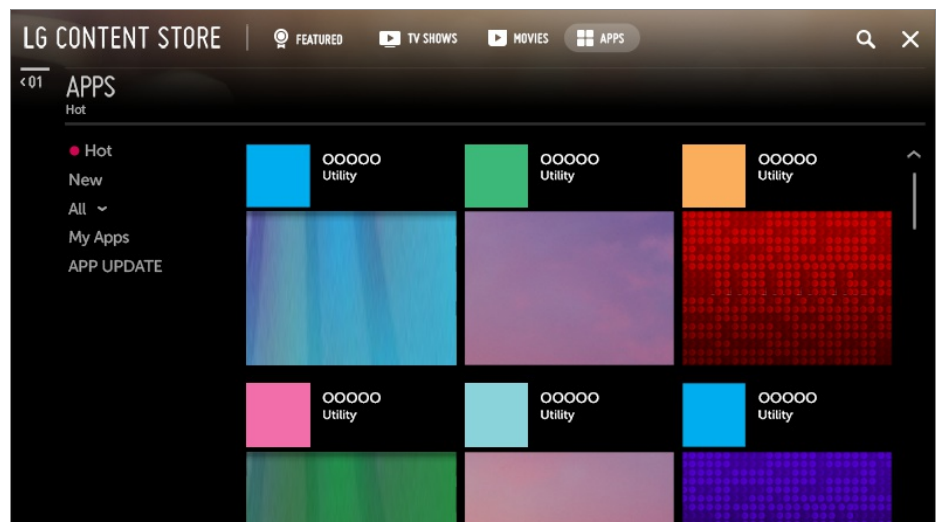 LG CONTENT STORE
FEATURED
TV SHOWS
MOVIES
APPS
<01
APPS
Hot
Hot
New
All
My Apps
APP UPDATE
OOOOO
Utility
OOOOO
Utility
OOOOO
Utility
OOOOO
Utility
OOOOO
Utility
OOOOO
Utility